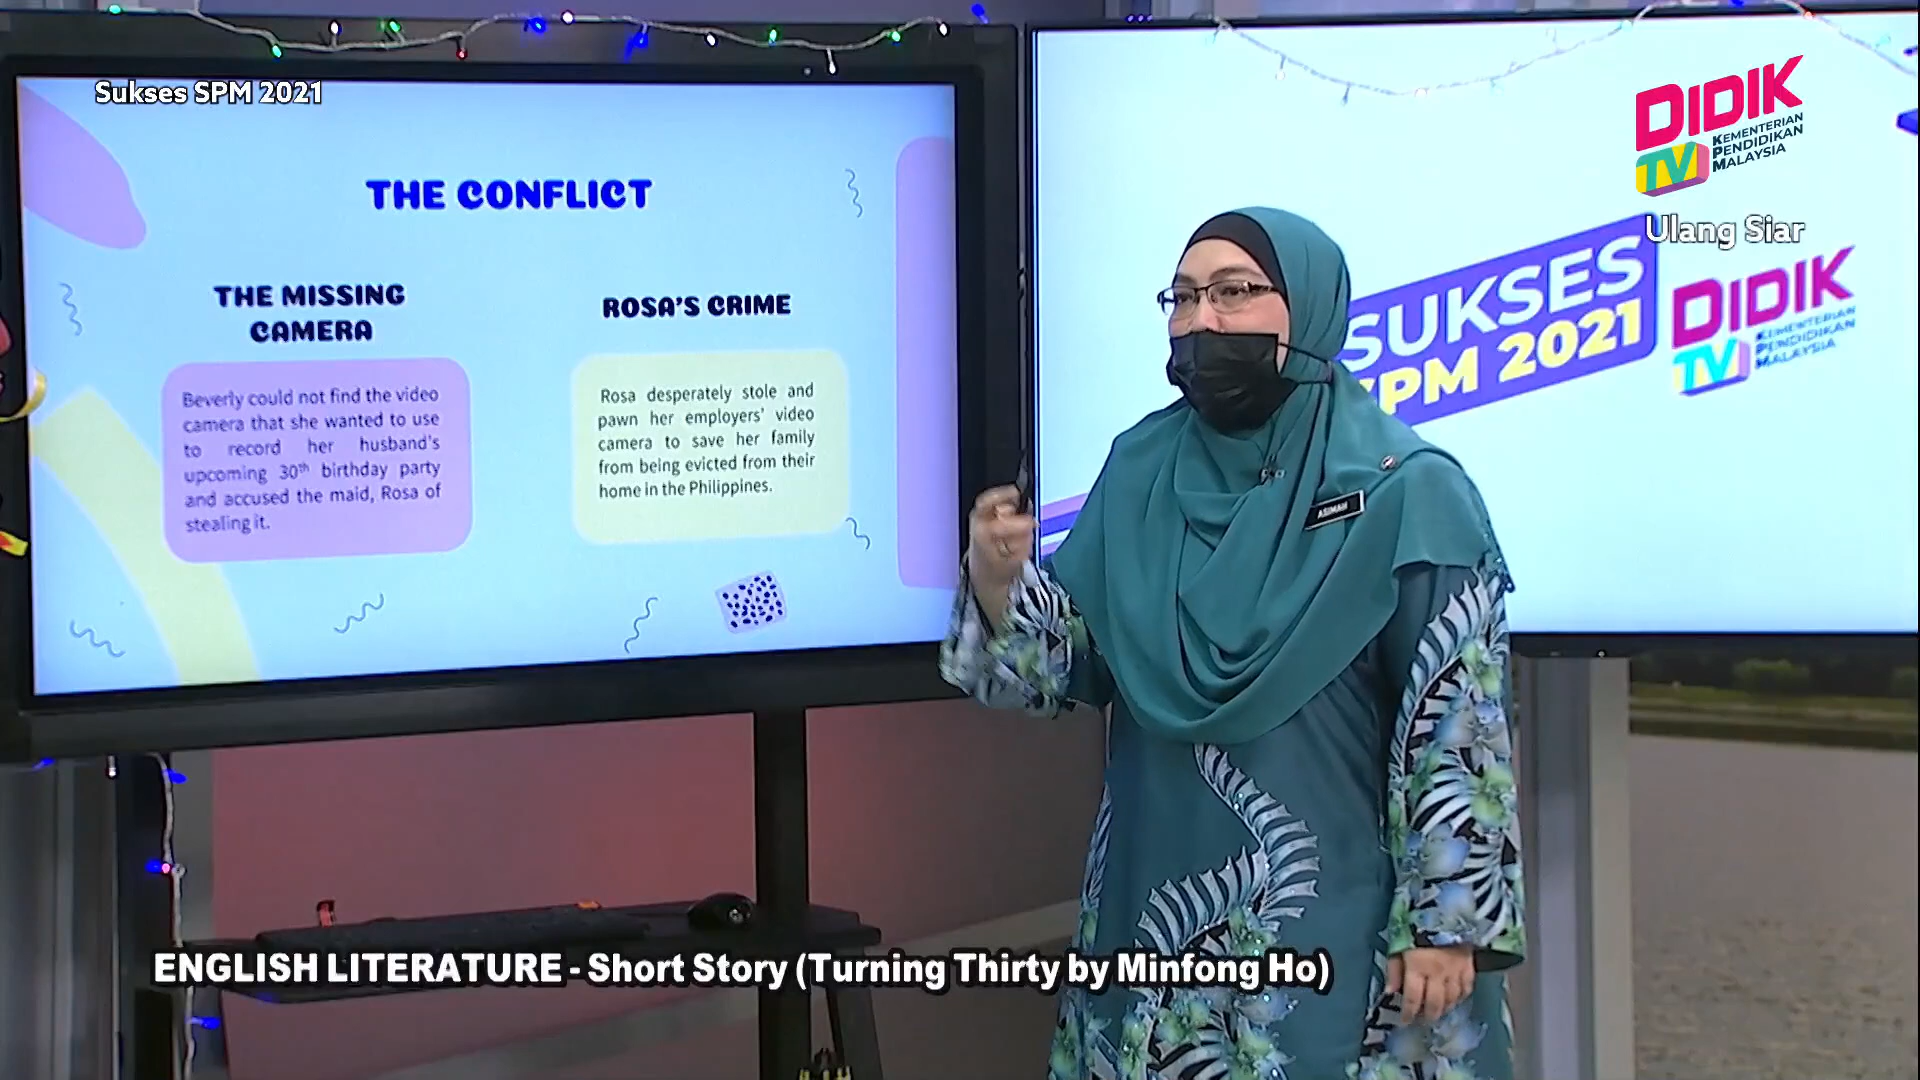 Sukses SPM 2021
THE CONFLICT
THE MISSING
CAMERA
Beverly could not find the video
camera that she wanted to use
to record her husband's
upcoming 30th birthday party
and accused the maid, Rosa of
stealing it.
ROSA'S CRIME
Rosa desperately stole and
pawn her employers' video
camera to save her family
from being evicted from their
home in the Philippines.
DIDIK
TV
KEMENTERIAN
PENDIDIKAN
MALAYSIA
Ulang Siar
SUKSES
SPM 2021
DIDIK
TV
KEMENTERIAN
PENDIDIKAN
MALAYSIA
ASIMAH
ENGLISH LITERATURE - Short Story (Turning Thirty by Minfong Ho)